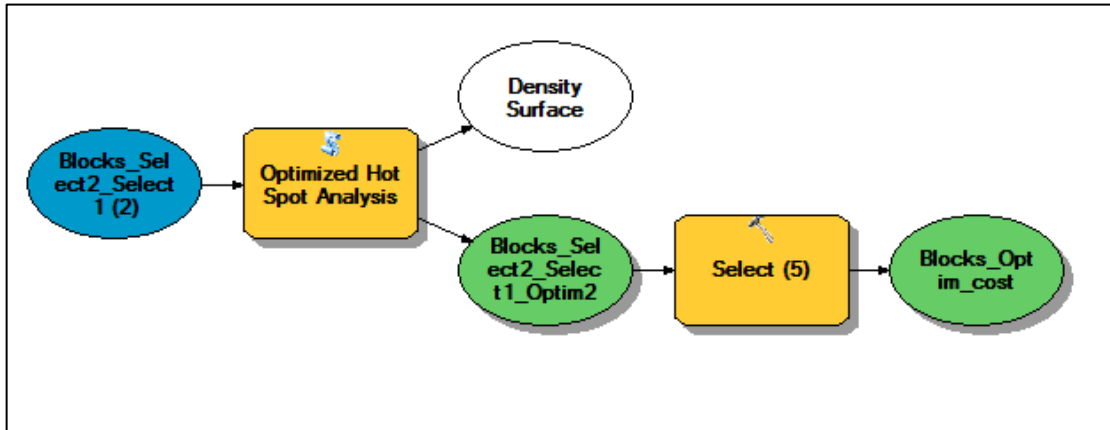 Density
Surface
Blocks_Sel
ect2_Select
1 (2)
Optimized Hot
Spot Analysis
Blocks_Sel
ect2_Selec
t1_Optim2
Select (5)
Blocks_Opt
im_cost